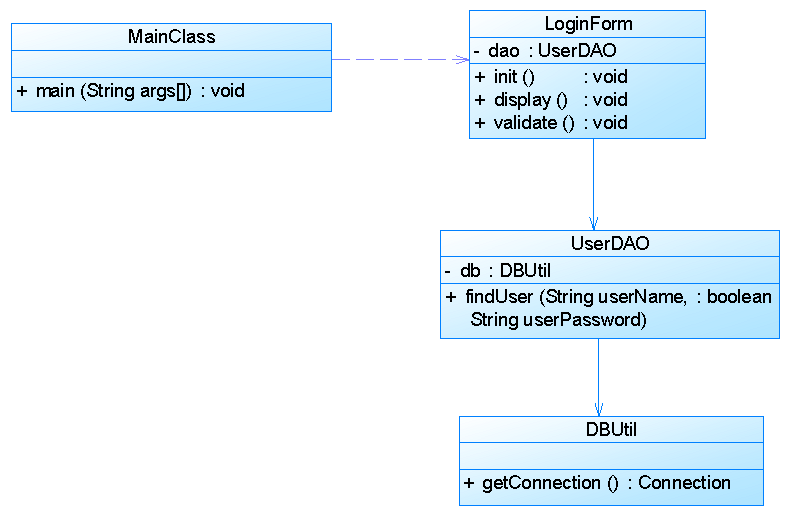 MainClass
+ main (String args[]) : void
LoginForm
- dao : UserDAO
+ init () : void
+ display () : void
+ validate () : void
UserDAO
- db : DBUtil
+ findUser (String userName, : boolean
String userPassword)
DBUtil
+ getConnection () : Connection